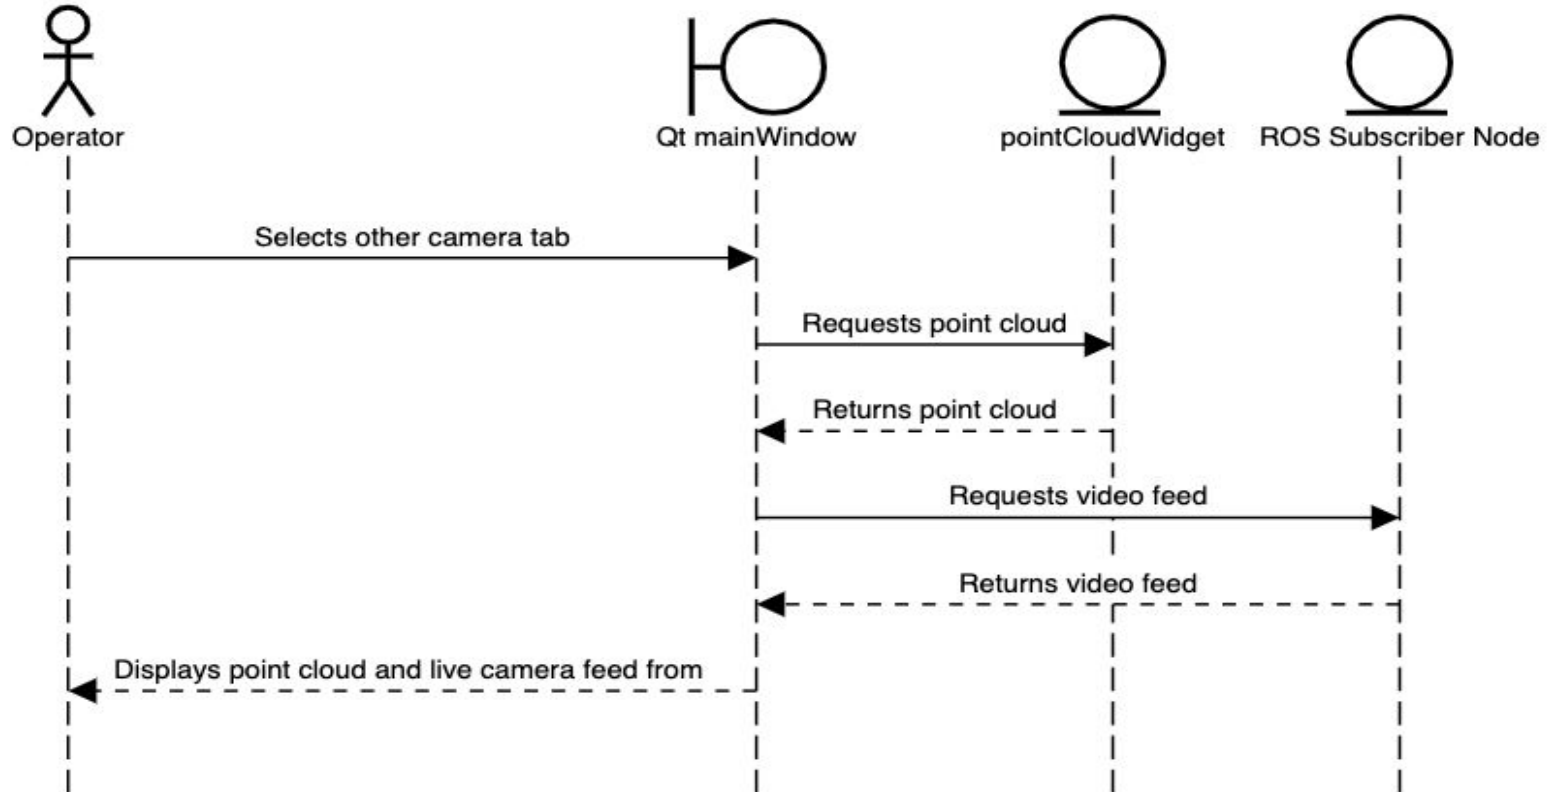 Operator
Qt mainWindow
pointCloudWidget
ROS Subscriber Node
Selects other camera tab
Requests point cloud
Returns point cloud
Requests video feed
Returns video feed
Displays point cloud and live camera feed from